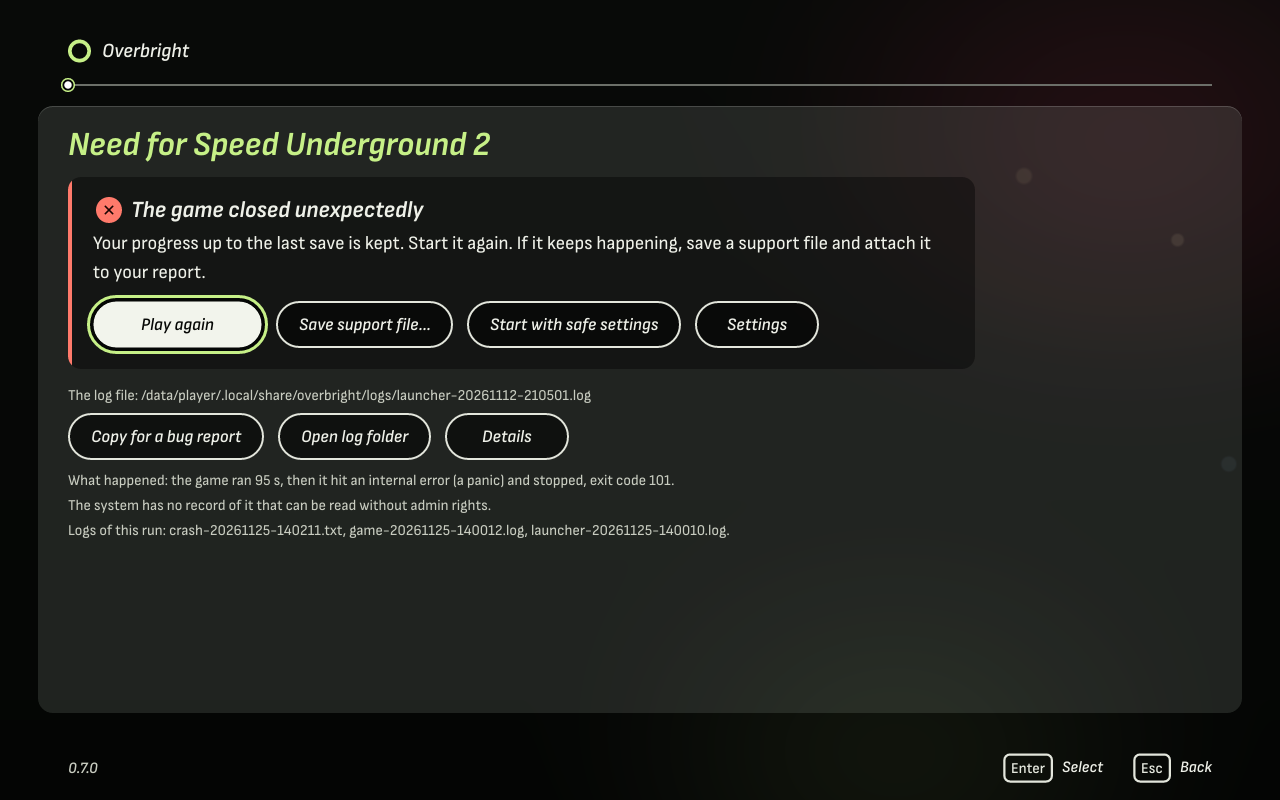 Overbright
Need for Speed Underground 2
The game closed unexpectedly
Your progress up to the last save is kept. Start it again. If it keeps happening, save a support file and attach it
to your report.
Play again
Save support file...
Start with safe settings
Settings
The log file: /data/player/.local/share/overbright/logs/launcher-20261112-210501.log
Copy for a bug report
Open log folder
Details
What happened: the game ran 95 s, then it hit an internal error (a panic) and stopped, exit code 101.
The system has no record of it that can be read without admin rights.
Logs of this run: crash-20261125-140211.txt, game-20261125-140012.log, launcher-20261125-140010.log.
0.7.0
Enter Select
Esc Back